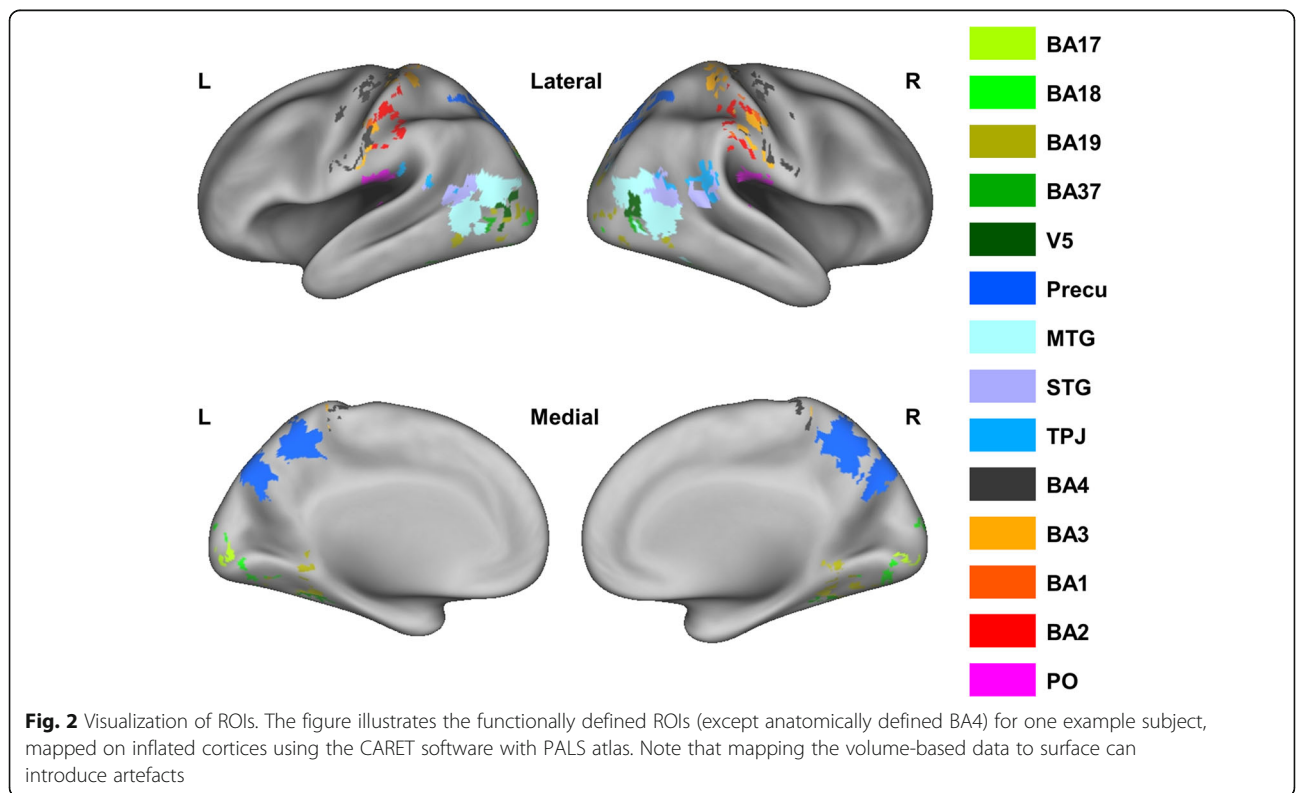 L
Lateral
R
L
Medial
R
BA17
BA18
BA19
BA37
V5
Precu
MTG
STG
TPJ
BA4
BA3
BA1
BA2
PO
Fig. 2 Visualization of ROIs. The figure illustrates the functionally defined ROIs (except anatomically defined BA4) for one example subject,
mapped on inflated cortices using the CARET software with PALS atlas. Note that mapping the volume-based data to surface can
introduce artefacts